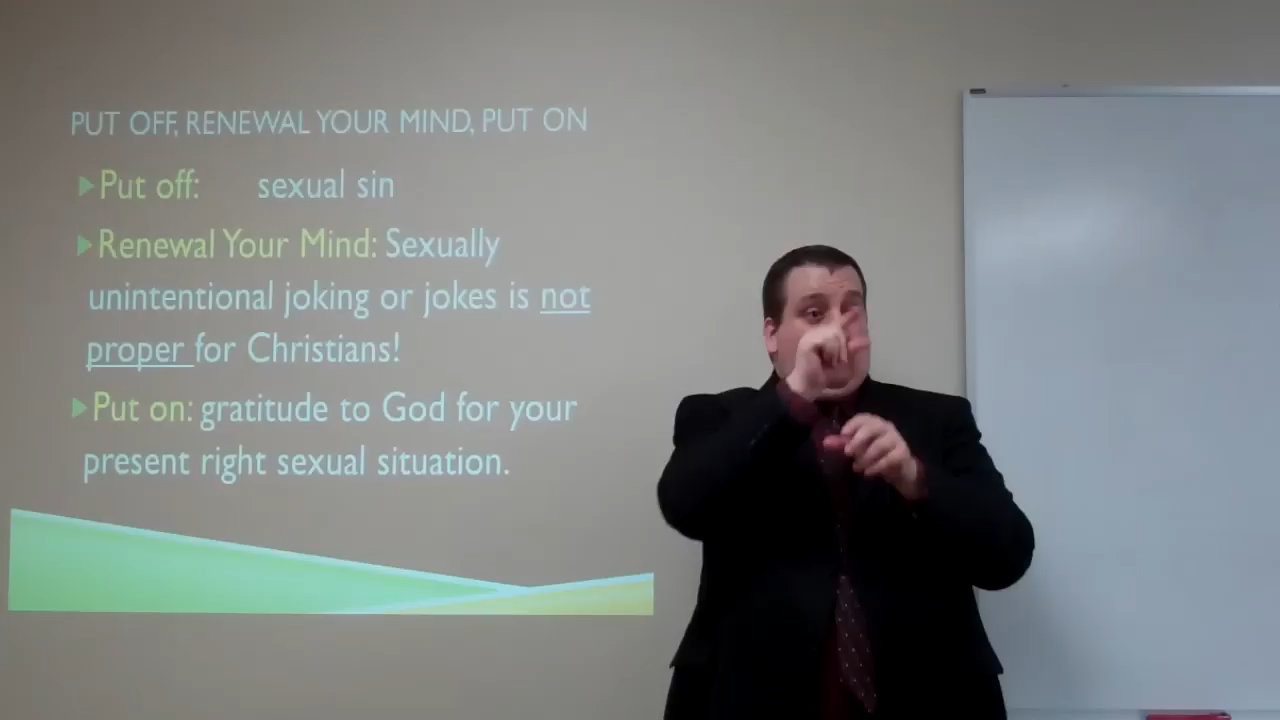 PUT OFF, RENEWAL YOUR MIND, PUT ON
Put off: sexual sin
Renewal Your Mind: Sexually
unintentional joking or jokes is not
proper for Christians!
Put on: gratitude to God for your
present right sexual situation.